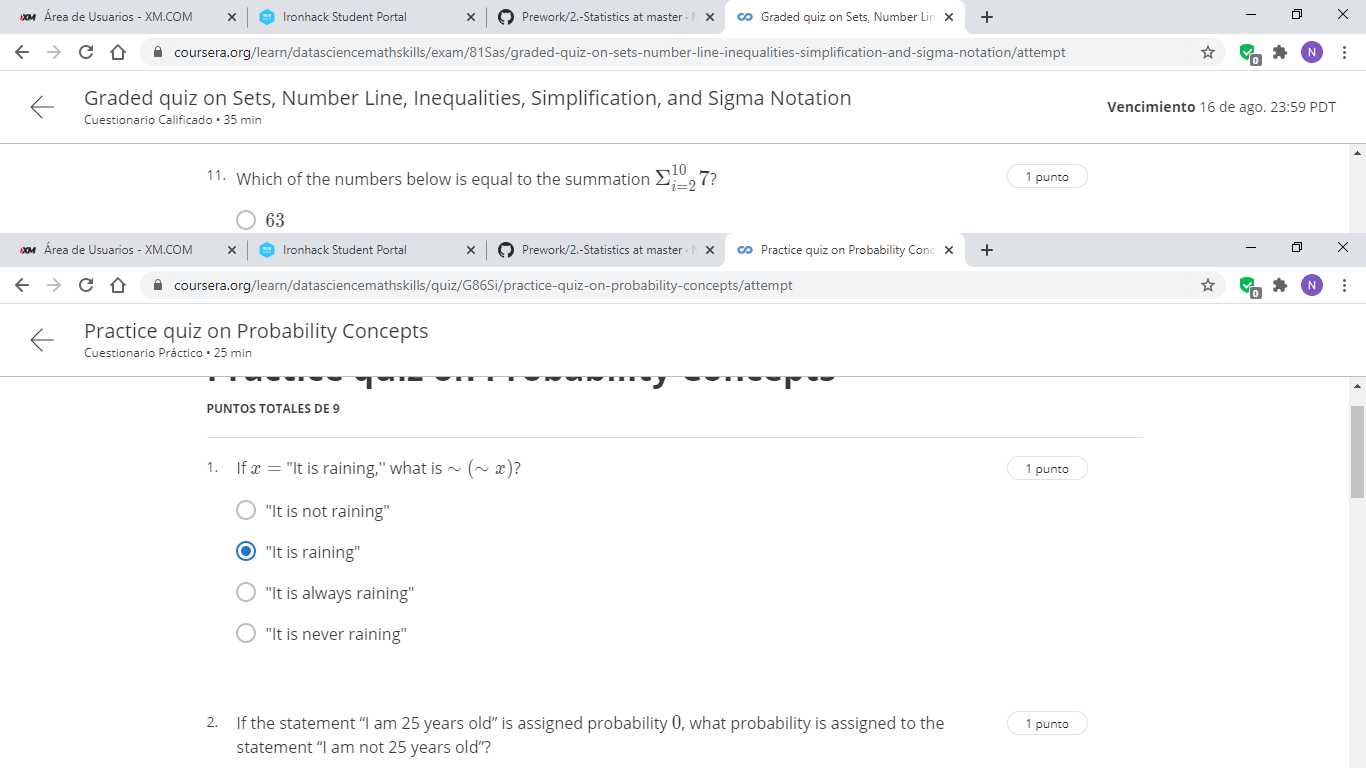 Área de Usuarios - XM.COM Ironhack Student Portal Prework/2.-Statistics at master · Graded quiz on Sets, Number Lin
coursera.org/learn/datasciencemathskills/exam/81Sas/graded-quiz-on-sets-number-line-inequalities-simplification-and-sigma-notation/attempt 0 N
Graded quiz on Sets, Number Line, Inequalities, Simplification, and Sigma Notation
Cuestionario Calificado • 35 min
Vencimiento 16 de ago. 23:59 PDT
11. Which of the numbers below is equal to the summation Σ_{i=2}^{10} 7? 1 punto
63
Área de Usuarios - XM.COM Ironhack Student Portal Prework/2.-Statistics at master · Practice quiz on Probability Conc
coursera.org/learn/datasciencemathskills/quiz/G86Si/practice-quiz-on-probability-concepts/attempt 0 N
Practice quiz on Probability Concepts
Cuestionario Práctico • 25 min
Practice quiz on Probability Concepts
PUNTOS TOTALES DE 9
1. If x = "It is raining,'' what is ∼ (∼ x)? 1 punto
"It is not raining"
"It is raining"
"It is always raining"
"It is never raining"
2. If the statement “I am 25 years old” is assigned probability 0, what probability is assigned to the 1 punto
statement “I am not 25 years old”?